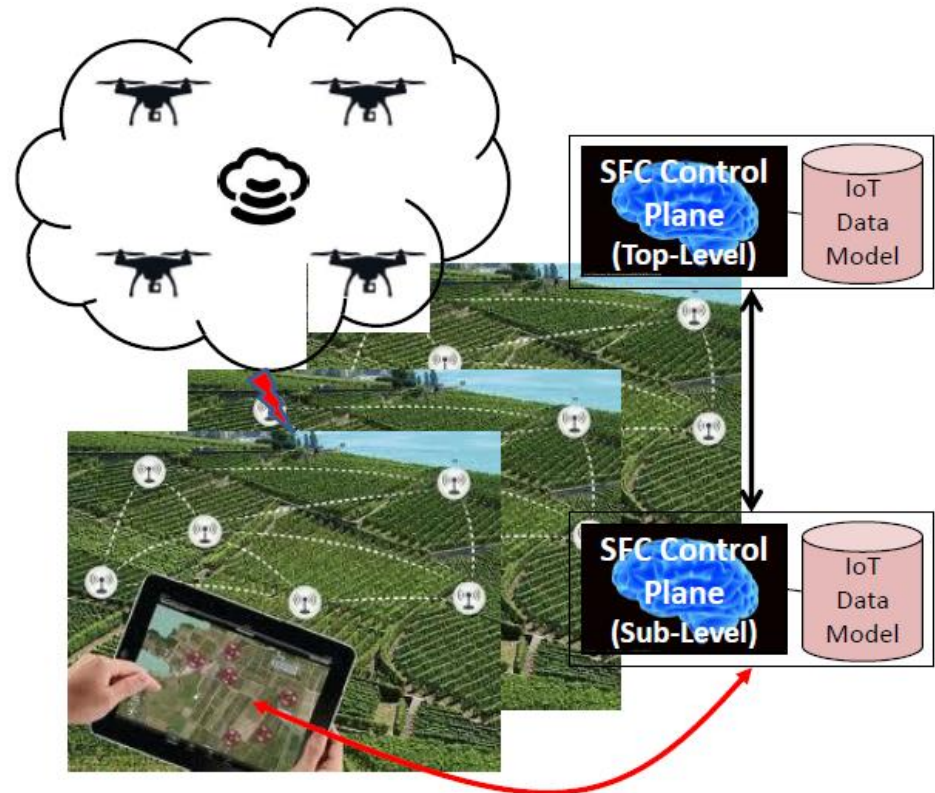 SFC Control
Plane
(Top-Level)
IoT
Data
Model
SFC Control
Plane
(Sub-Level)
IoT
Data
Model